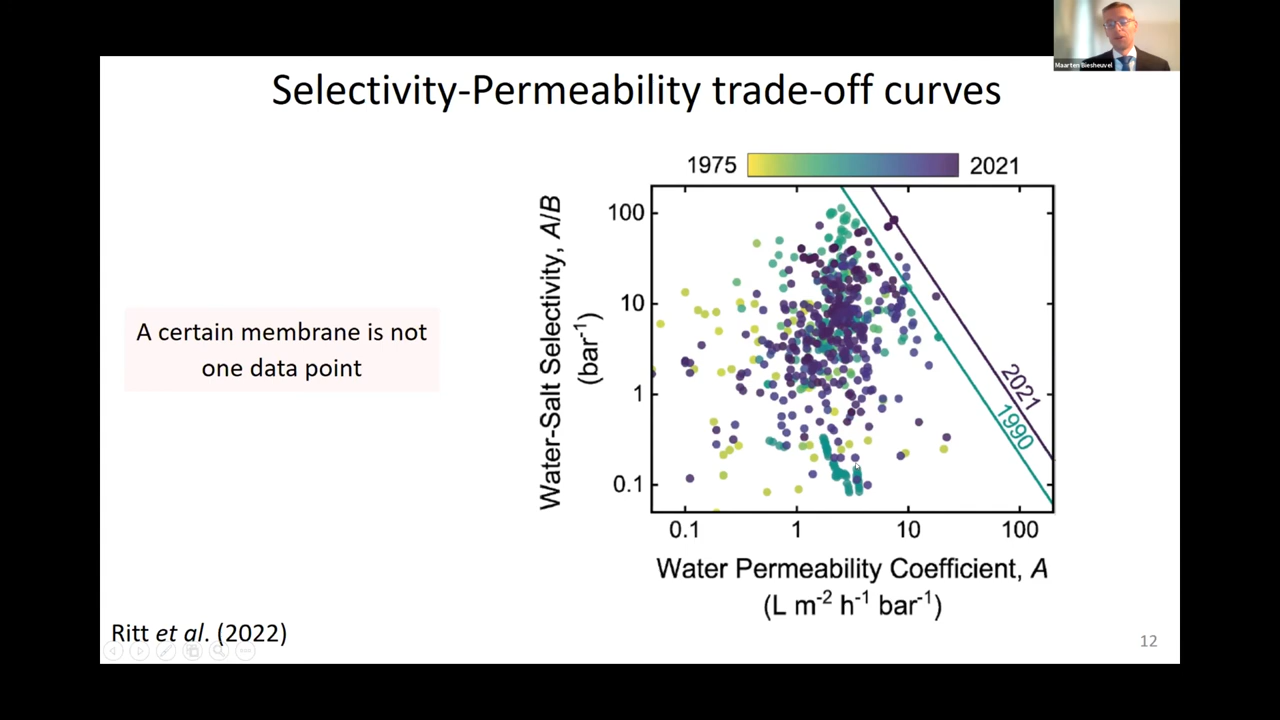 Maarten Biesheuvel
Selectivity-Permeability trade-off curves
A certain membrane is not
one data point
1975
2021
Water-Salt Selectivity, A/B
(bar⁻¹)
100
10
1
0.1
2021
1990
0.1
1
10
100
Water Permeability Coefficient, A
(L m⁻² h⁻¹ bar⁻¹)
Ritt et al. (2022)
12